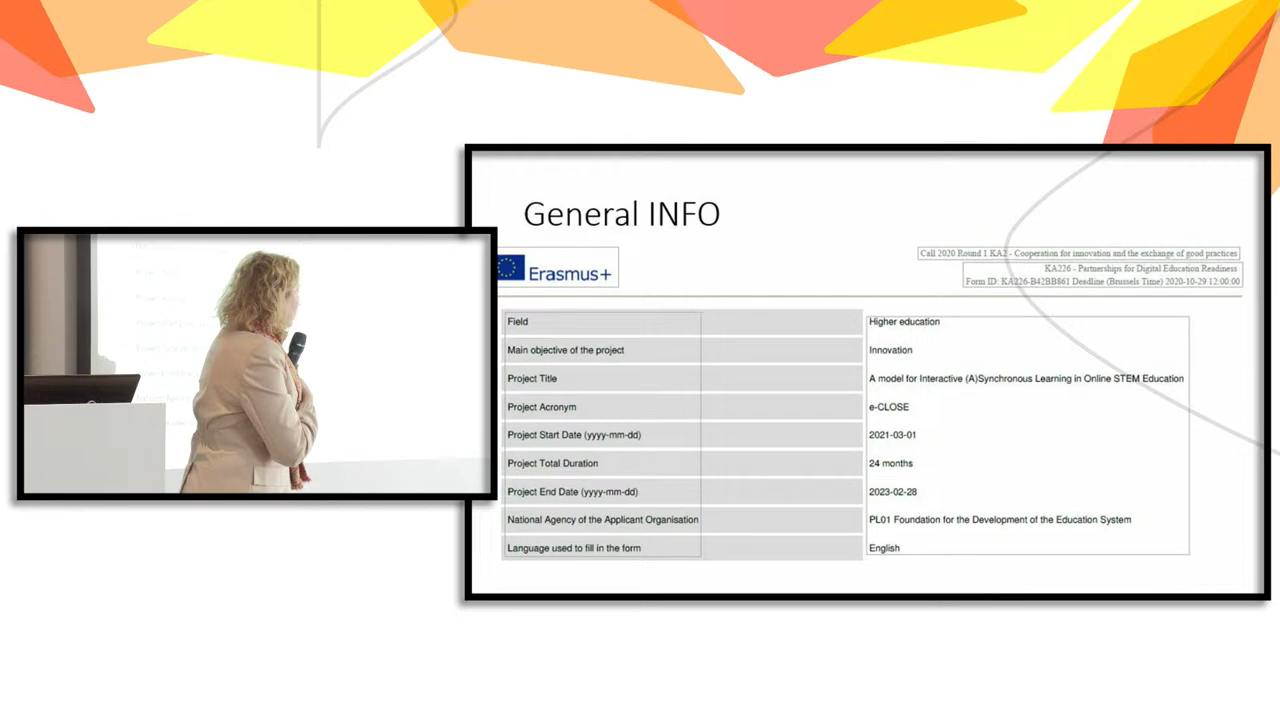 General INFO
Erasmus+
Call 2020 Round 1 KA2 - Cooperation for innovation and the exchange of good practices
KA226 - Partnerships for Digital Education Readiness
Form ID: KA226-B42BB861 Deadline (Brussels Time) 2020-10-29 12:00:00
Field Higher education
Main objective of the project Innovation
Project Title A model for Interactive (A)Synchronous Learning in Online STEM Education
Project Acronym e-CLOSE
Project Start Date (yyyy-mm-dd) 2021-03-01
Project Total Duration 24 months
Project End Date (yyyy-mm-dd) 2023-02-28
National Agency of the Applicant Organisation PL01 Foundation for the Development of the Education System
Language used to fill in the form English